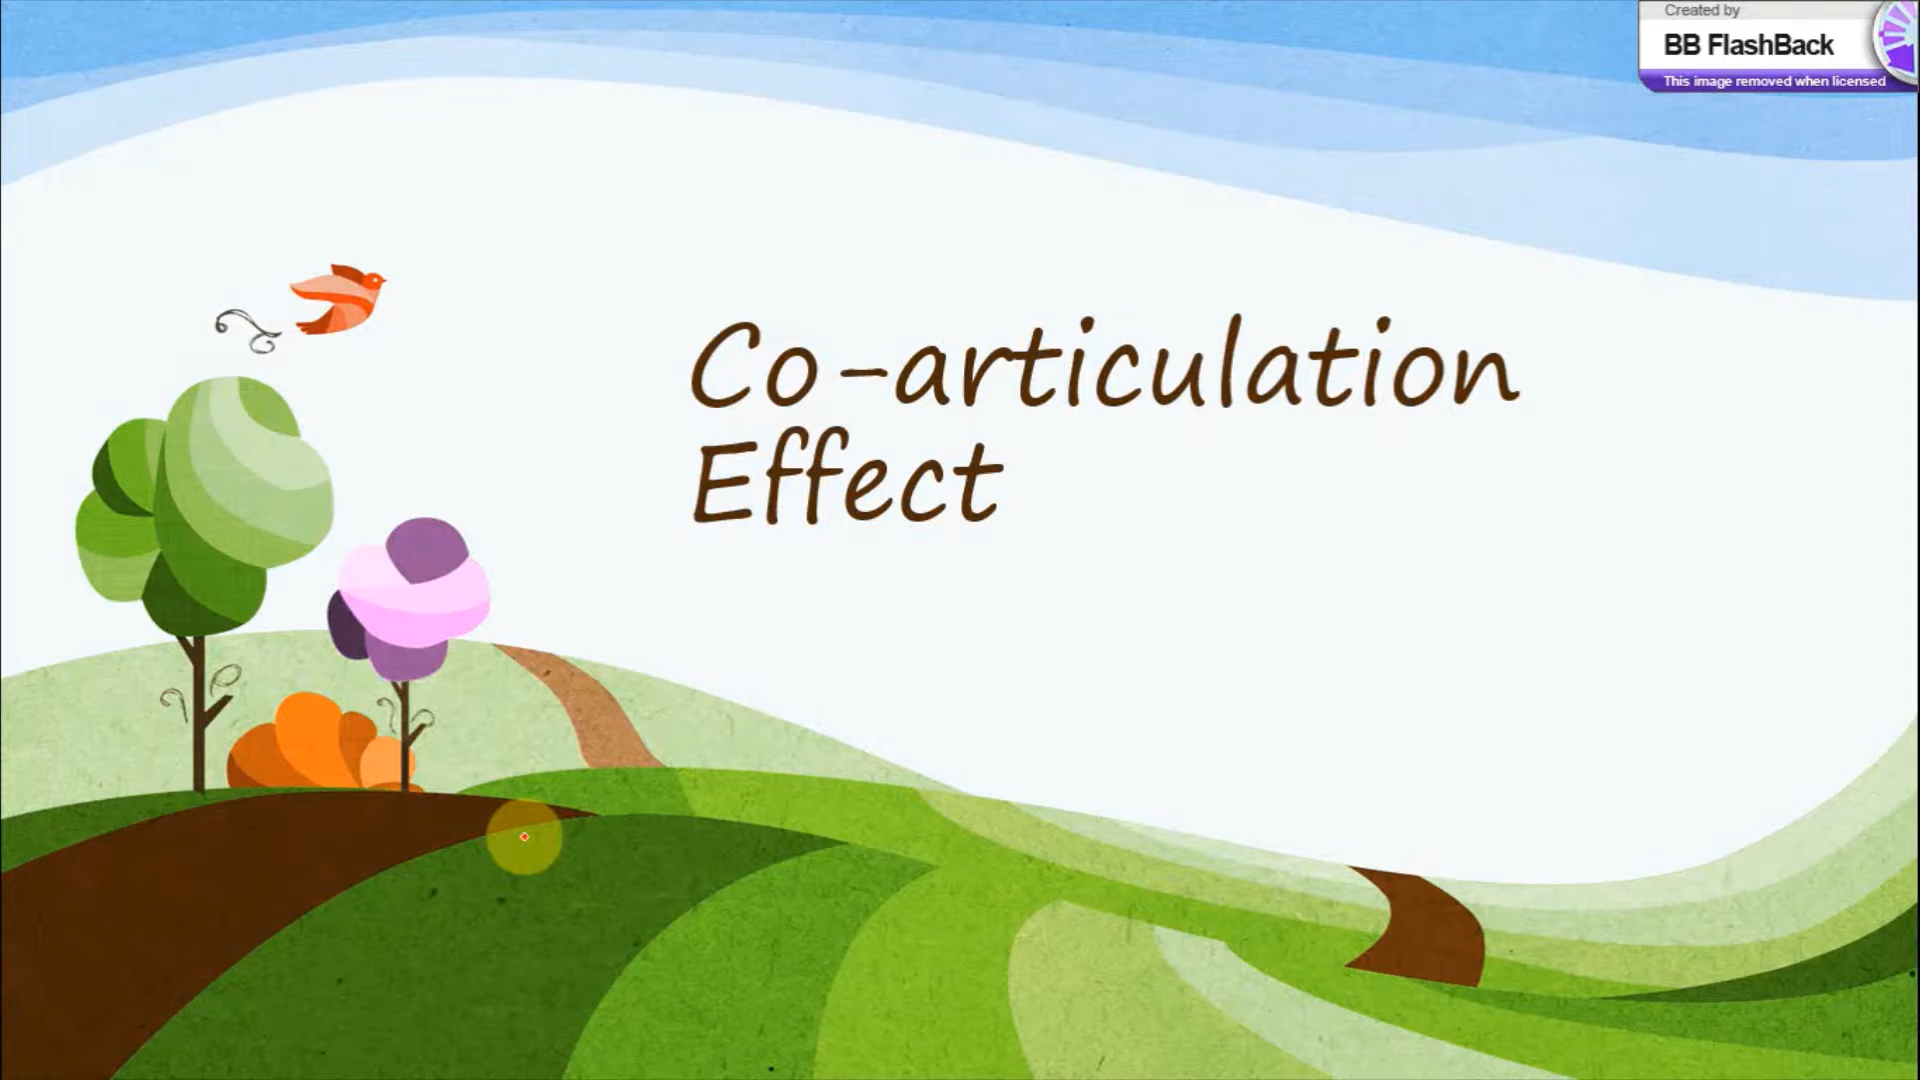 Created by
BB FlashBack
This image removed when licensed
Co-articulation
Effect